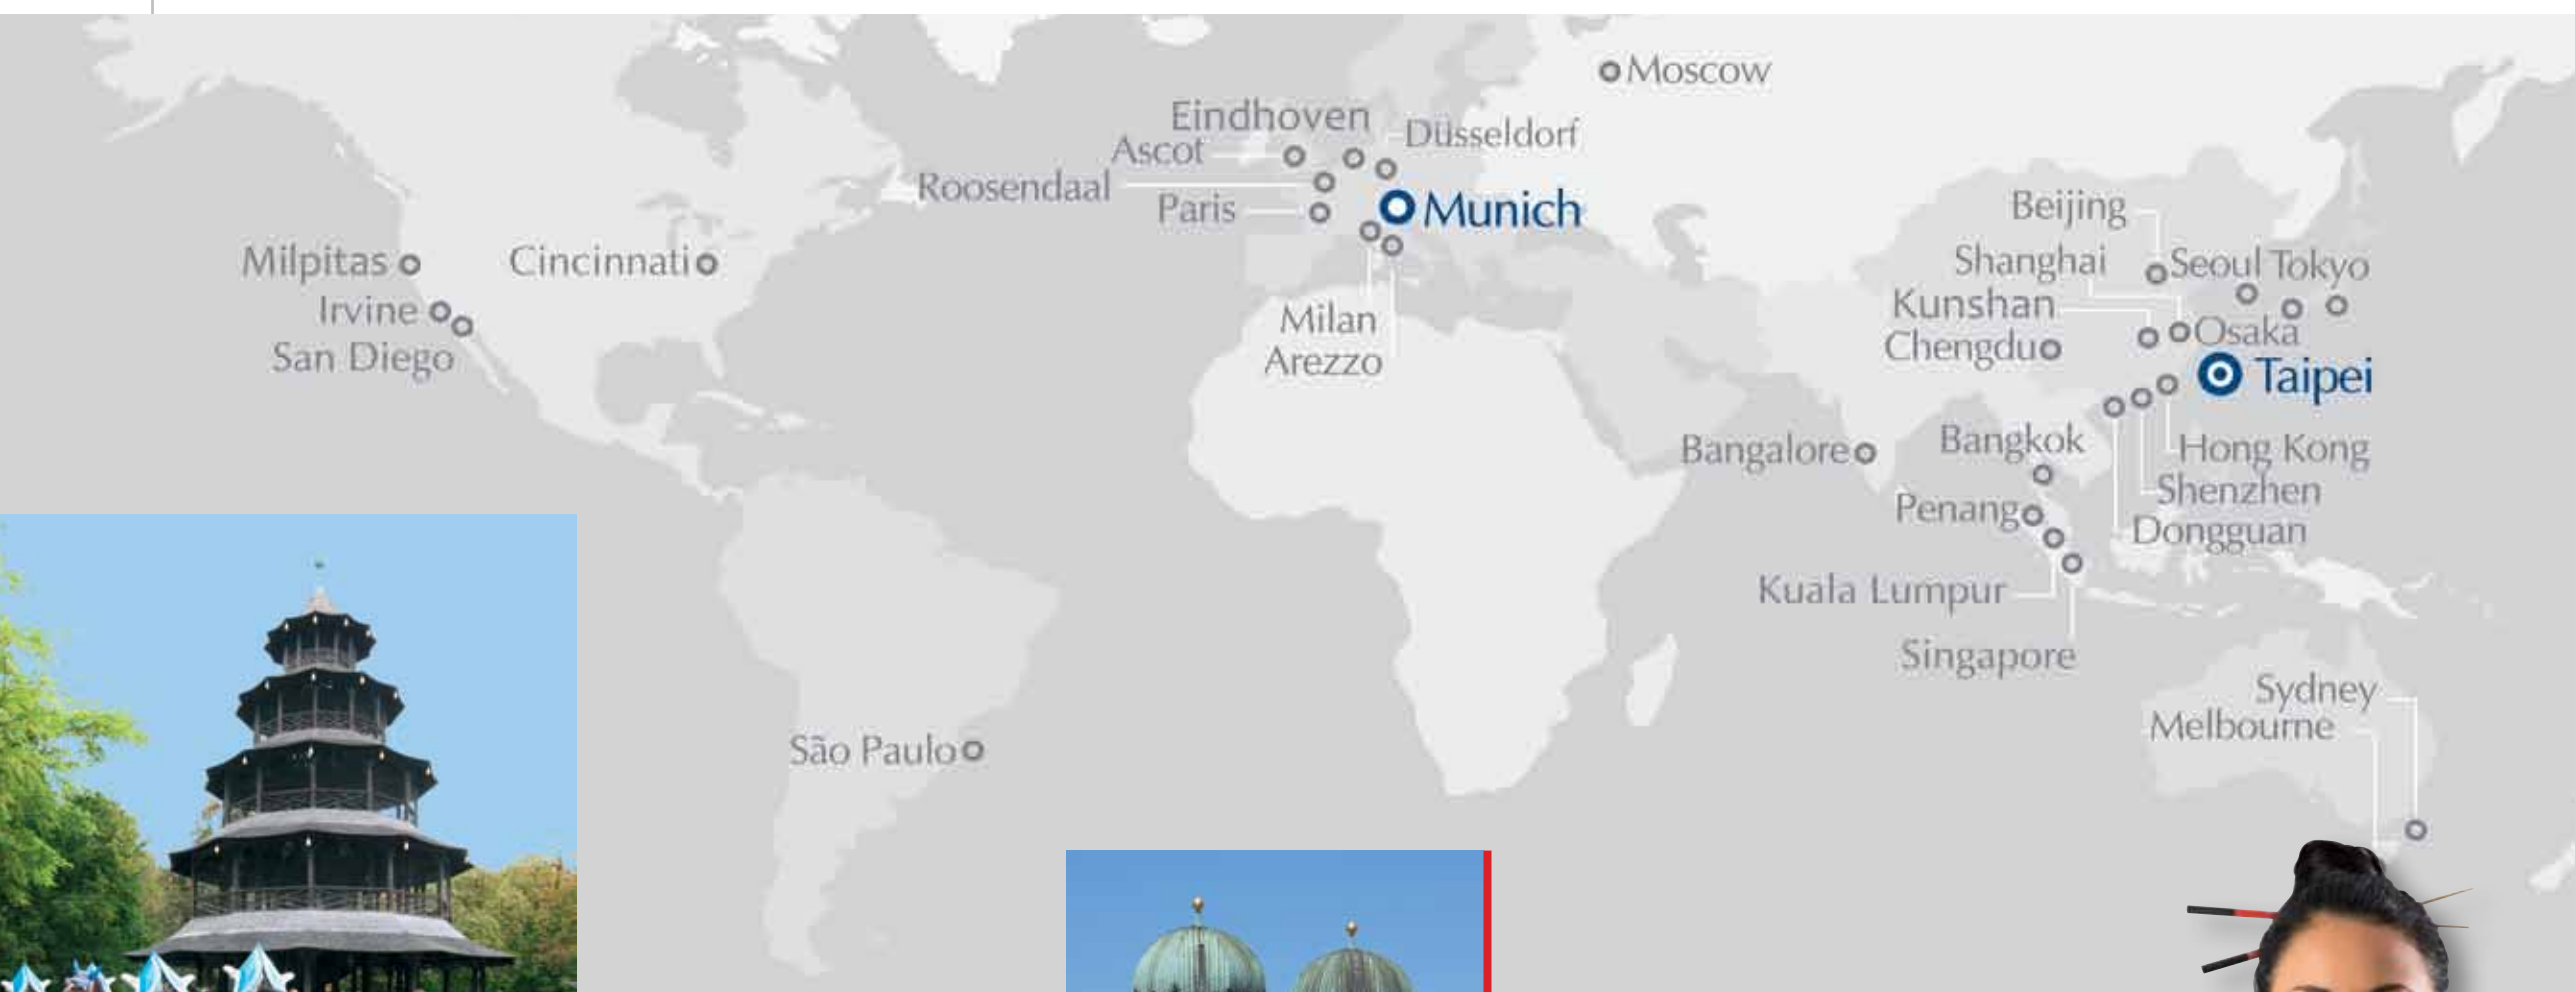 Moscow
Eindhoven
Düsseldorf
Ascot
Roosendaal
Paris
Munich
Milan
Arezzo
Milpitas
Cincinnati
Irvine
San Diego
São Paulo
Beijing
Shanghai
Seoul Tokyo
Kunshan
Osaka
Chengdu
Taipei
Bangalore
Bangkok
Hong Kong
Shenzhen
Penang
Dongguan
Kuala Lumpur
Singapore
Sydney
Melbourne